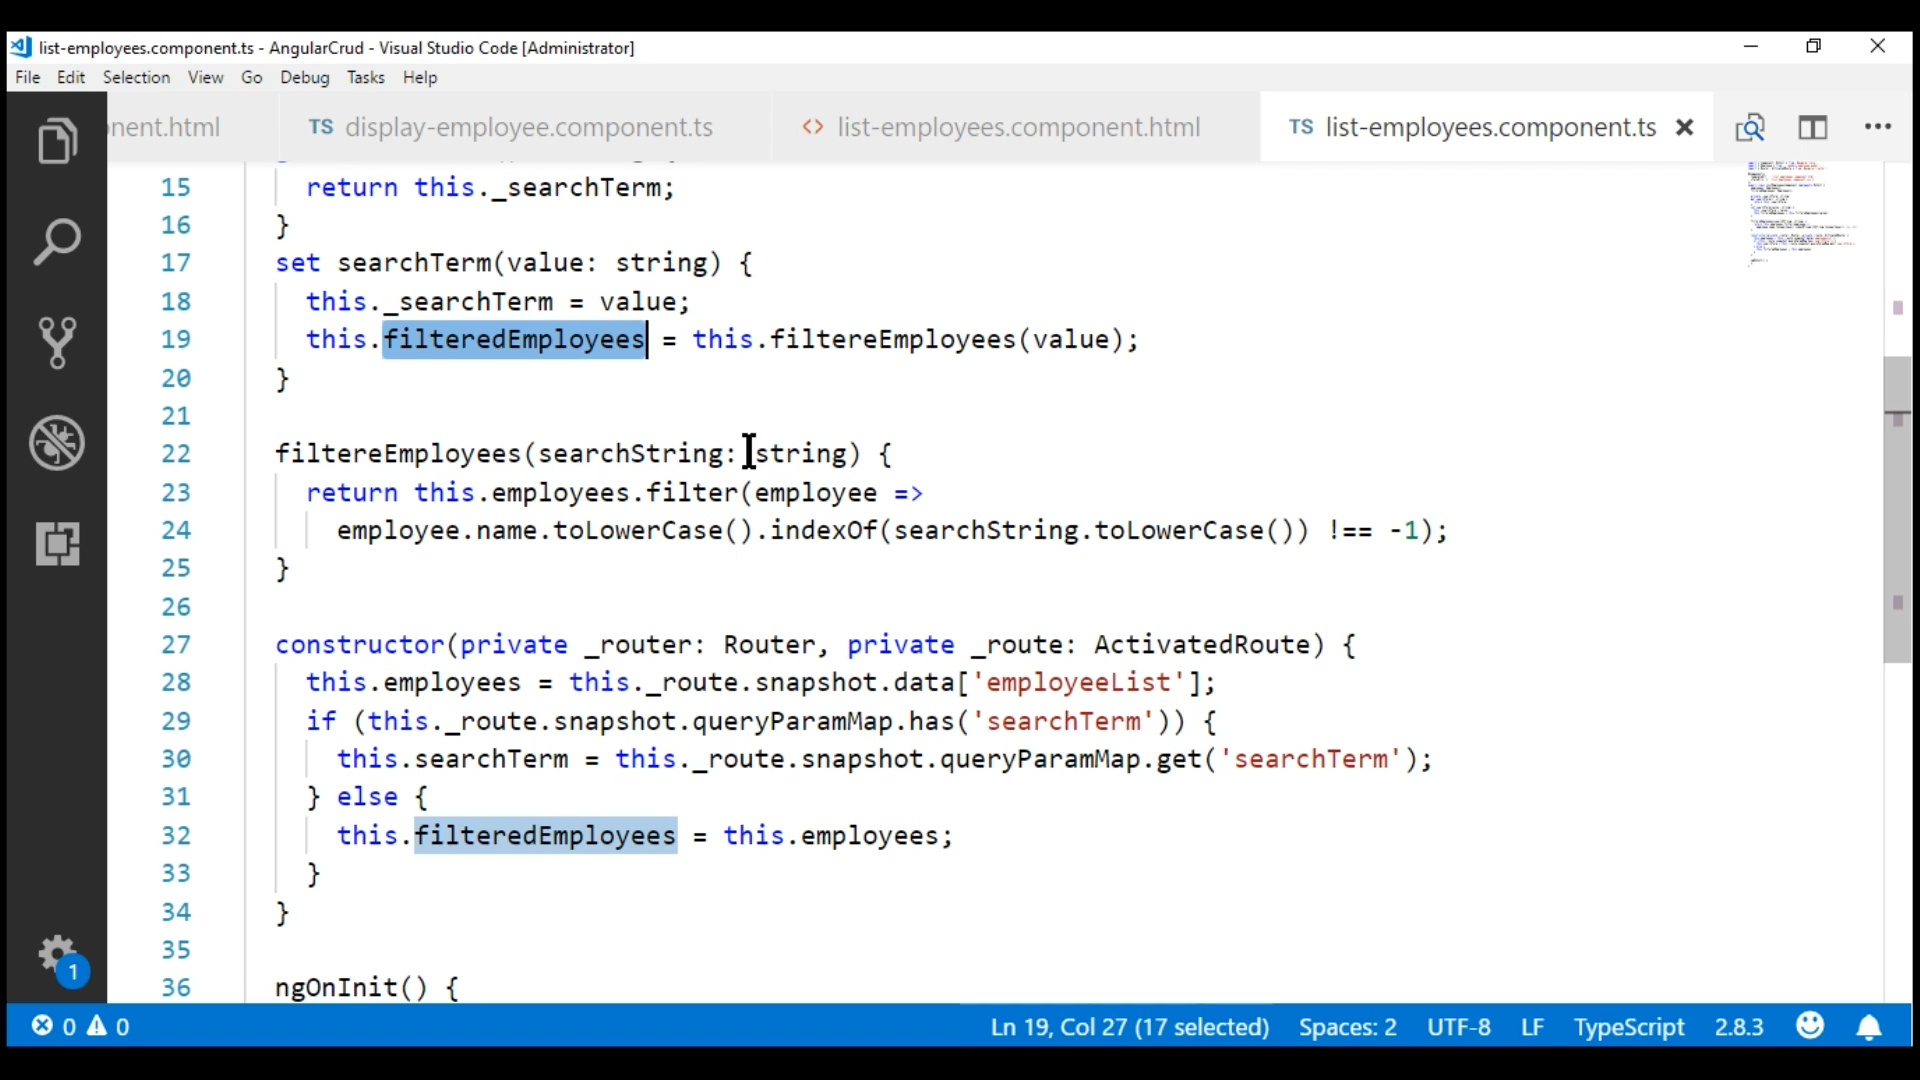 list-employees.component.ts - AngularCrud - Visual Studio Code [Administrator]
File Edit Selection View Go Debug Tasks Help
nent.html TS display-employee.component.ts <> list-employees.component.html TS list-employees.component.ts
15 return this._searchTerm;
16 }
17 set searchTerm(value: string) {
18 this._searchTerm = value;
19 this.filteredEmployees = this.filtereEmployees(value);
20 }
21
22 filtereEmployees(searchString: string) {
23 return this.employees.filter(employee =>
24 employee.name.toLowerCase().indexOf(searchString.toLowerCase()) !== -1);
25 }
26
27 constructor(private _router: Router, private _route: ActivatedRoute) {
28 this.employees = this._route.snapshot.data['employeeList'];
29 if (this._route.snapshot.queryParamMap.has('searchTerm')) {
30 this.searchTerm = this._route.snapshot.queryParamMap.get('searchTerm');
31 } else {
32 this.filteredEmployees = this.employees;
33 }
34 }
35
36 ngOnInit() {
1
0 0 Ln 19, Col 27 (17 selected) Spaces: 2 UTF-8 LF TypeScript 2.8.3